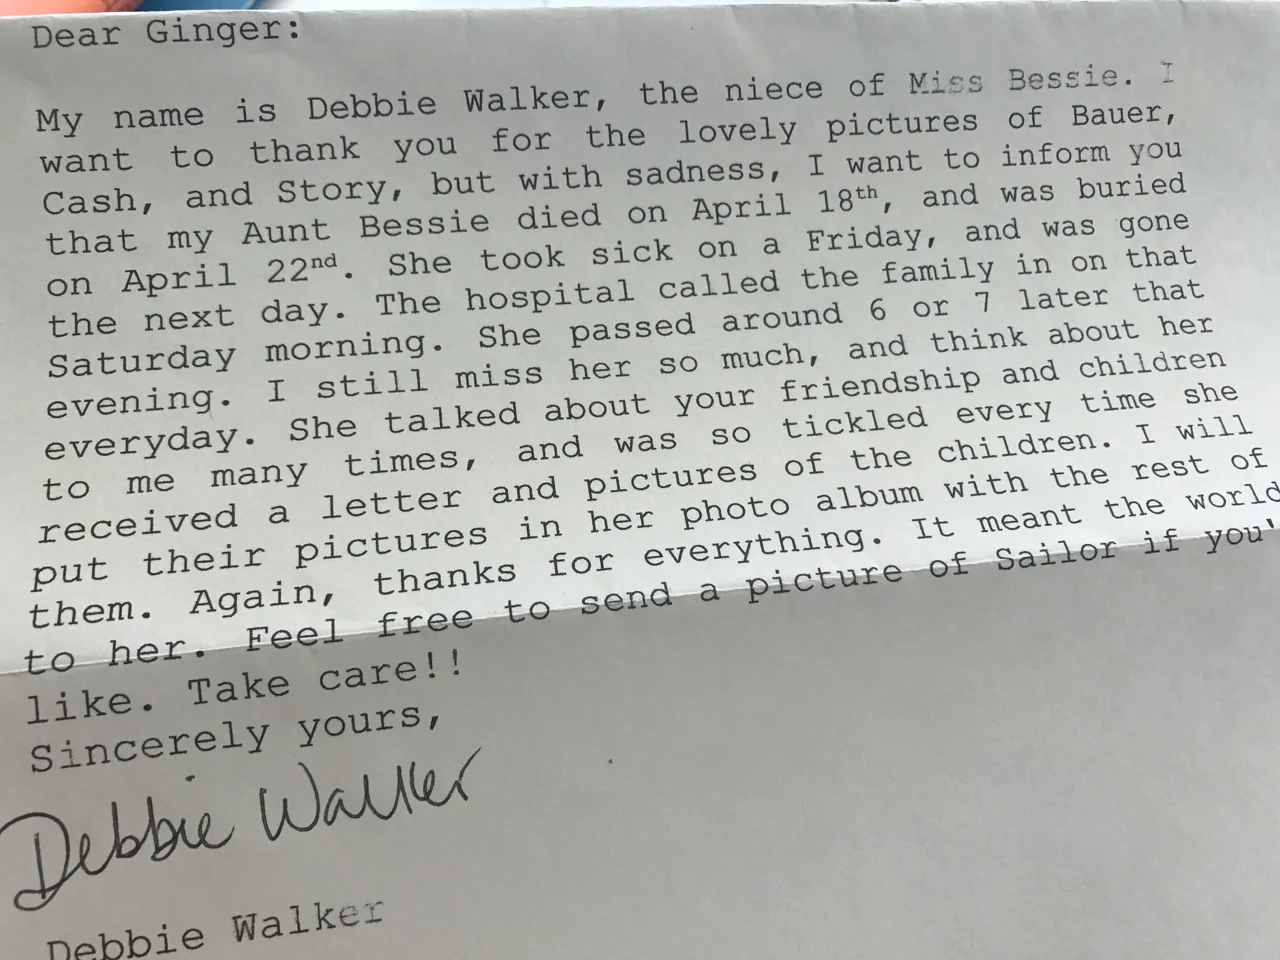 Dear Ginger:
My name is Debbie Walker, the niece of Miss Bessie. I
want to thank you for the lovely pictures of Bauer,
Cash, and Story, but with sadness, I want to inform you
that my Aunt Bessie died on April 18th, and was buried
on April 22nd. She took sick on a Friday, and was gone
the next day. The hospital called the family in on that
Saturday morning. She passed around 6 or 7 later that
evening. I still miss her so much, and think about her
everyday. She talked about your friendship and children
to me many times, and was so tickled every time she
received a letter and pictures of the children. I will
put their pictures in her photo album with the rest of
them. Again, thanks for everything. It meant the world
to her. Feel free to send a picture of Sailor if you'
like. Take care!!
Sincerely yours,
Debbie Walker
Debbie Walker